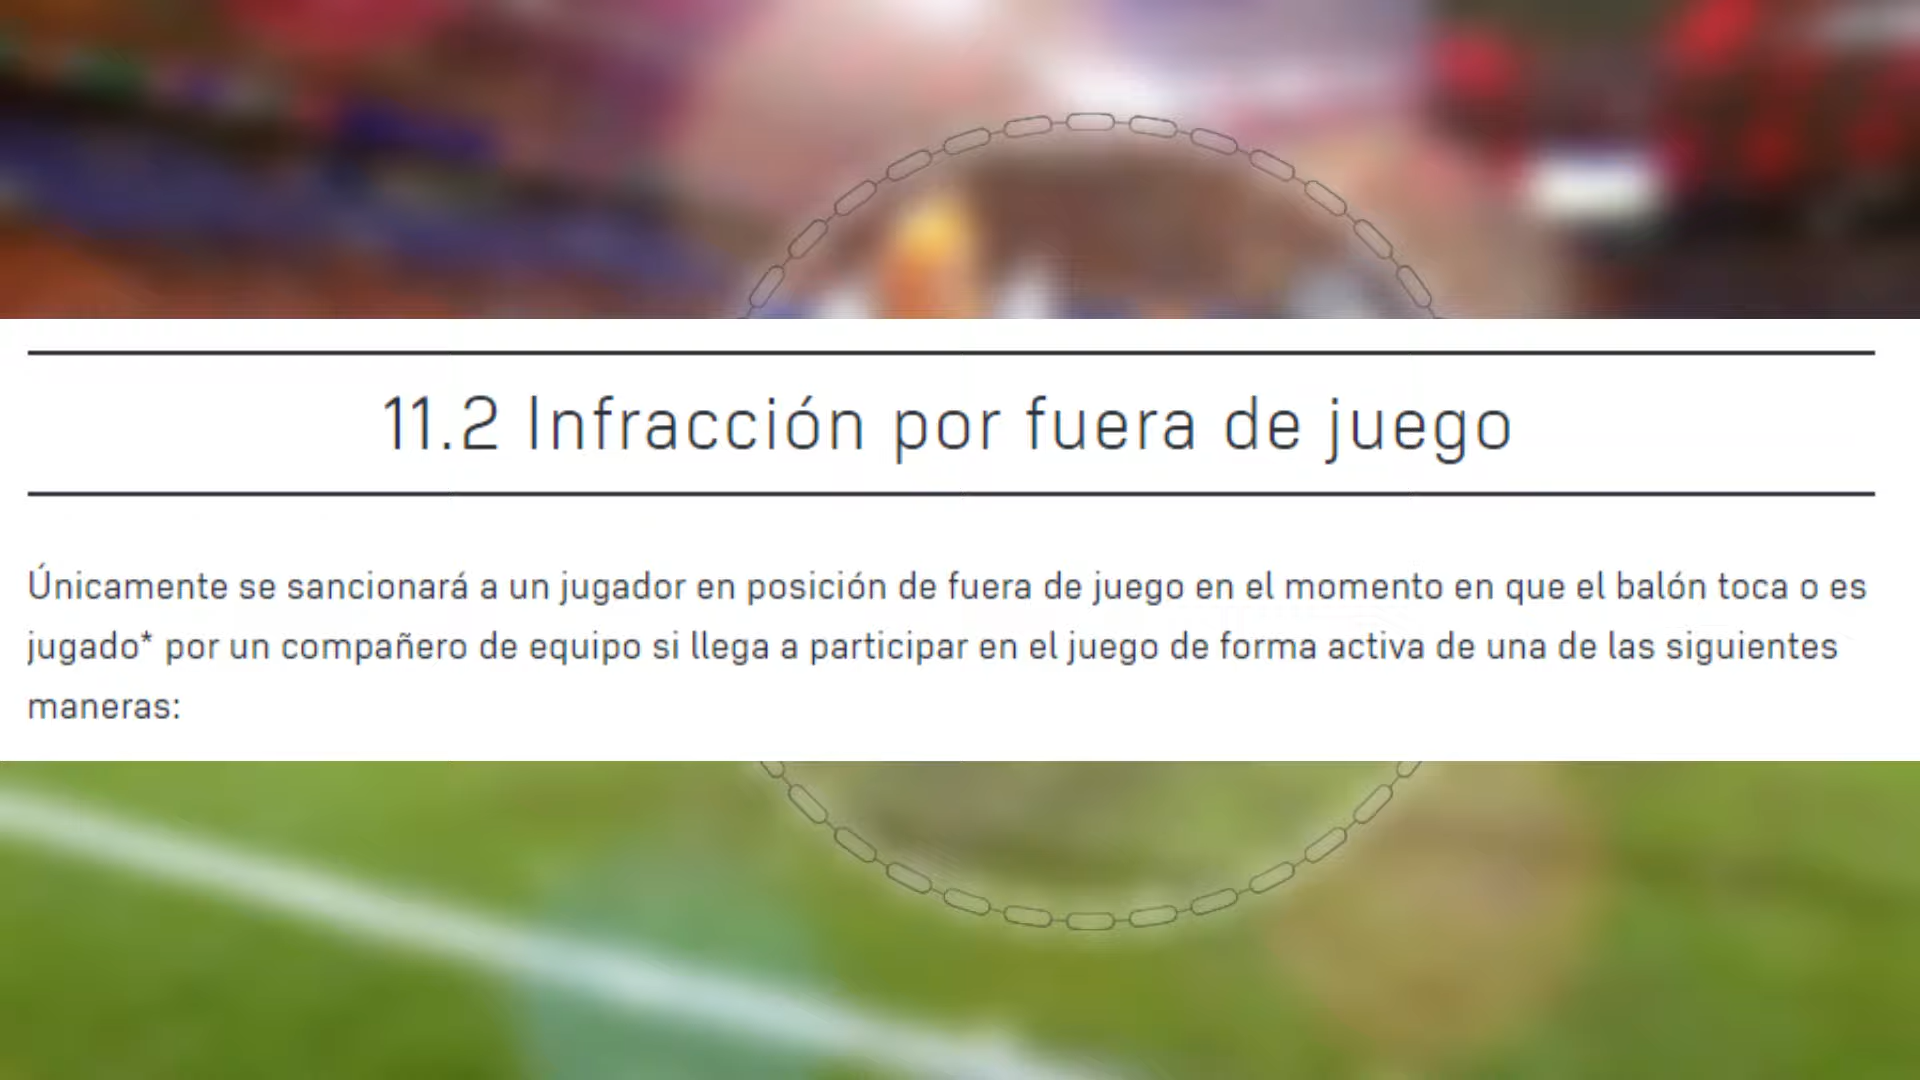 11.2 Infracción por fuera de juego
Únicamente se sancionará a un jugador en posición de fuera de juego en el momento en que el balón toca o es
jugado* por un compañero de equipo si llega a participar en el juego de forma activa de una de las siguientes
maneras: